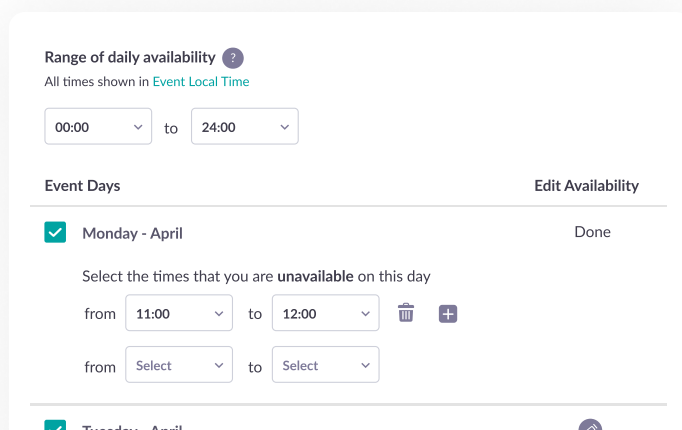 Range of daily availability ?
All times shown in Event Local Time
00:00 to 24:00
Event Days Edit Availability
Monday - April Done
Select the times that you are unavailable on this day
from 11:00 to 12:00
from Select to Select
Tuesday - April